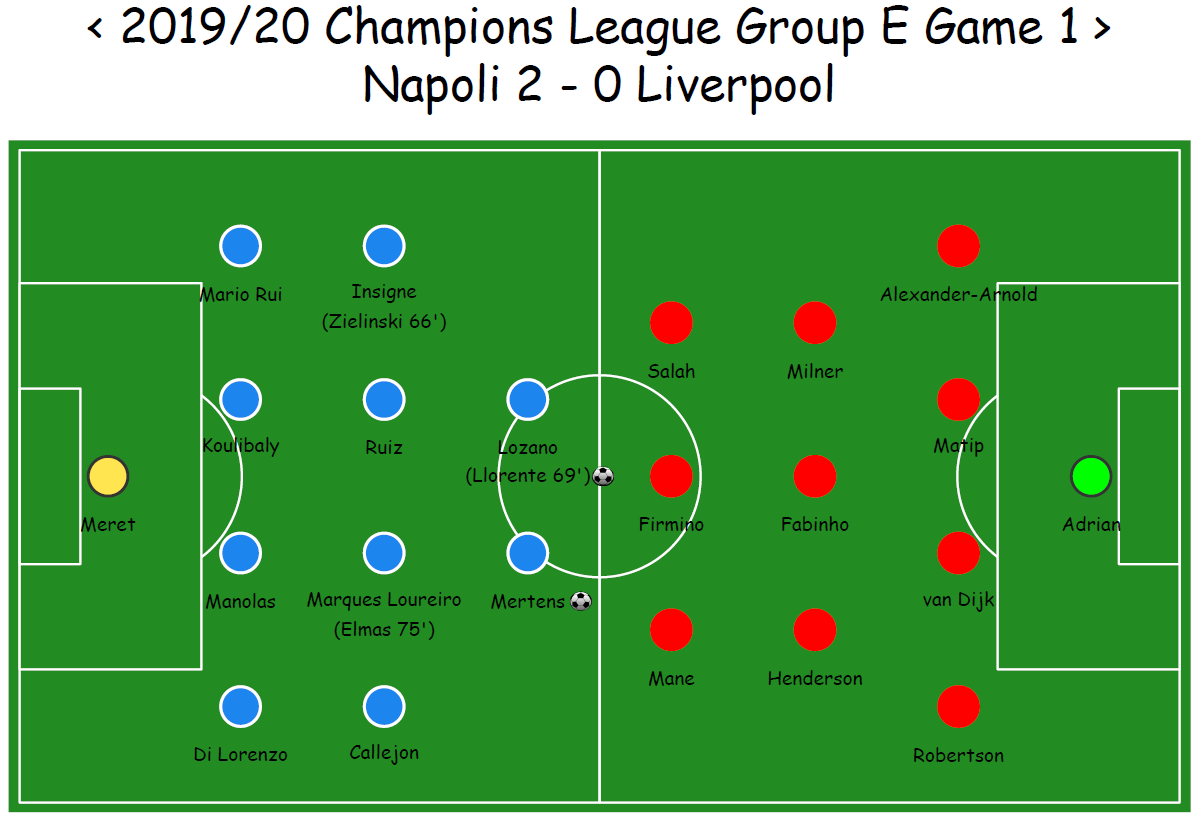 < 2019/20 Champions League Group E Game 1 >
Napoli 2 - 0 Liverpool
Mario Rui
Insigne
(Zielinski 66')
Alexander-Arnold
Salah
Milner
Koulibaly
Ruiz
Lozano
(Llorente 69')
Matip
Meret
Firmino
Fabinho
Adrian
Manolas
Marques Loureiro
(Elmas 75')
Mertens
van Dijk
Mane
Henderson
Di Lorenzo
Callejon
Robertson